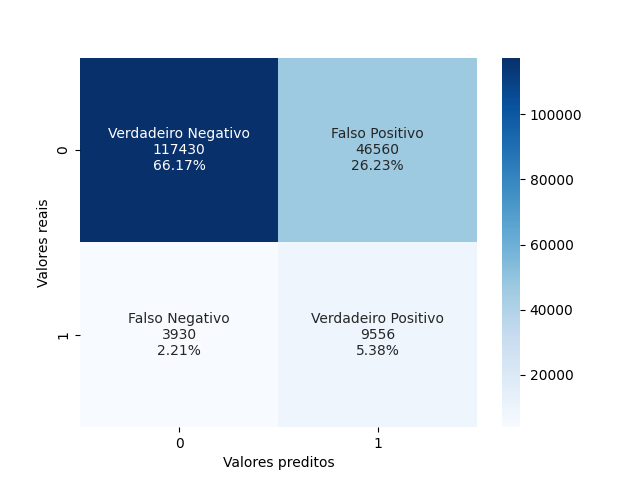 Verdadeiro Negativo
117430
66.17%
Falso Positivo
46560
26.23%
Falso Negativo
3930
2.21%
Verdadeiro Positivo
9556
5.38%
0
1
Valores reais
0
1
Valores preditos
100000
80000
60000
40000
20000